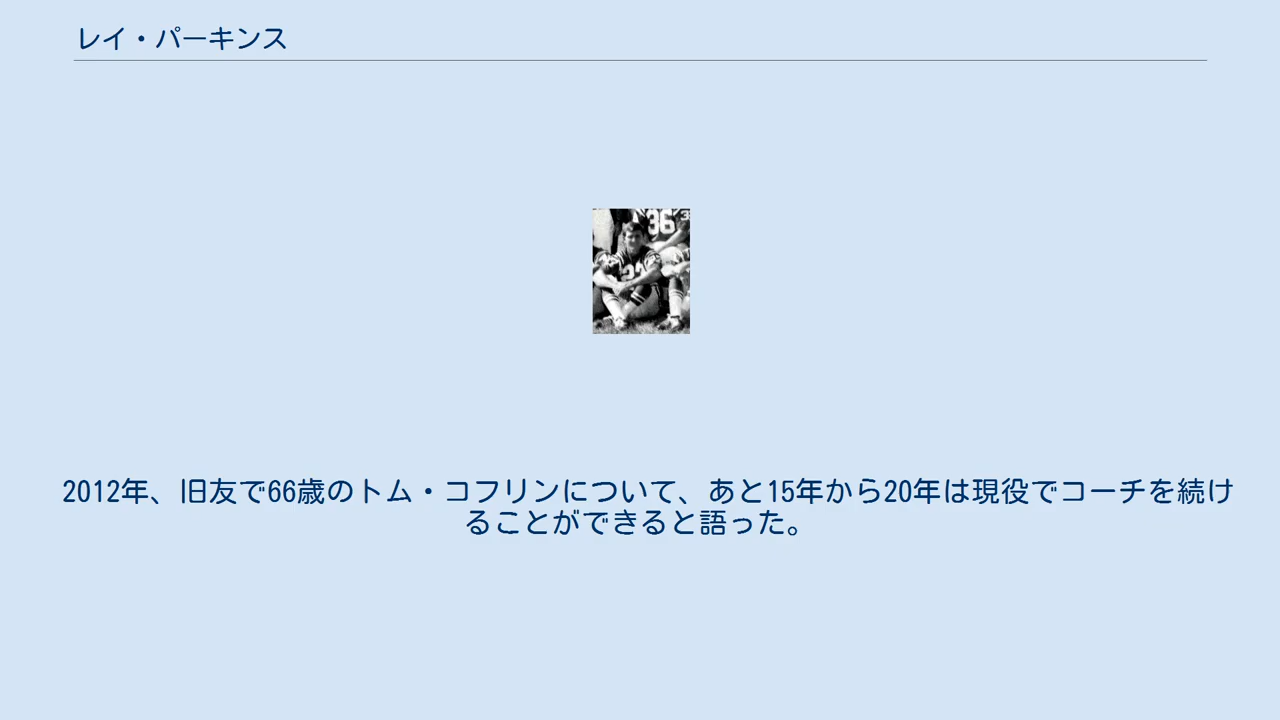 レイ・パーキンス
36
2012年、旧友で66歳のトム・コフリンについて、あと15年から20年は現役でコーチを続け
ることができると語った。